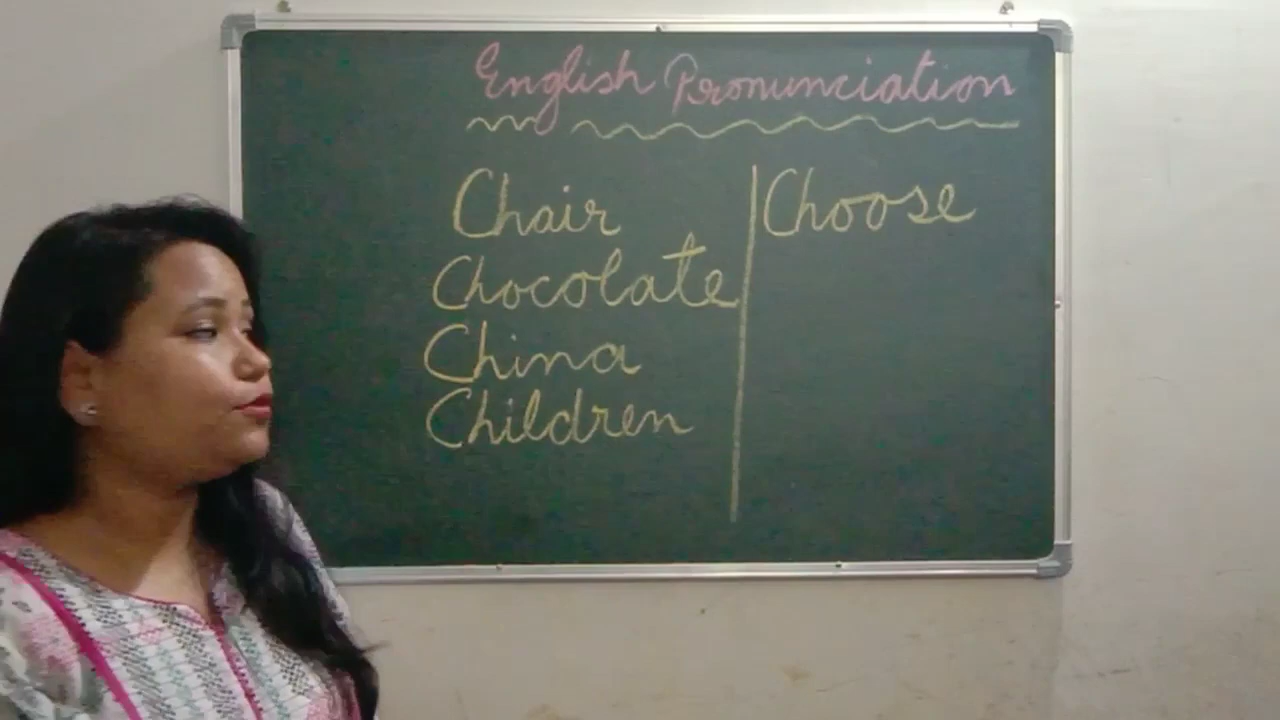 English Pronunciation
Chair
Chocolate
China
Children
Choose